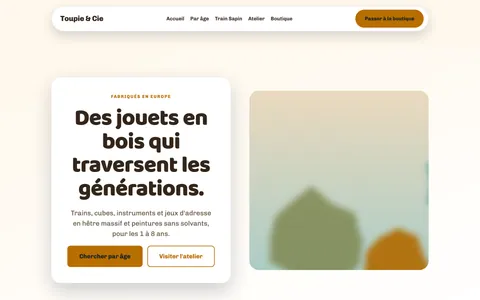 Toupie & Cie
Accueil Par âge Train Sapin Atelier Boutique
Passer à la boutique
FABRIQUÉS EN EUROPE
Des jouets en
bois qui
traversent les
générations.
Trains, cubes, instruments et jeux d'adresse
en hêtre massif et peintures sans solvants,
pour les 1 à 8 ans.
Chercher par âge
Visiter l'atelier